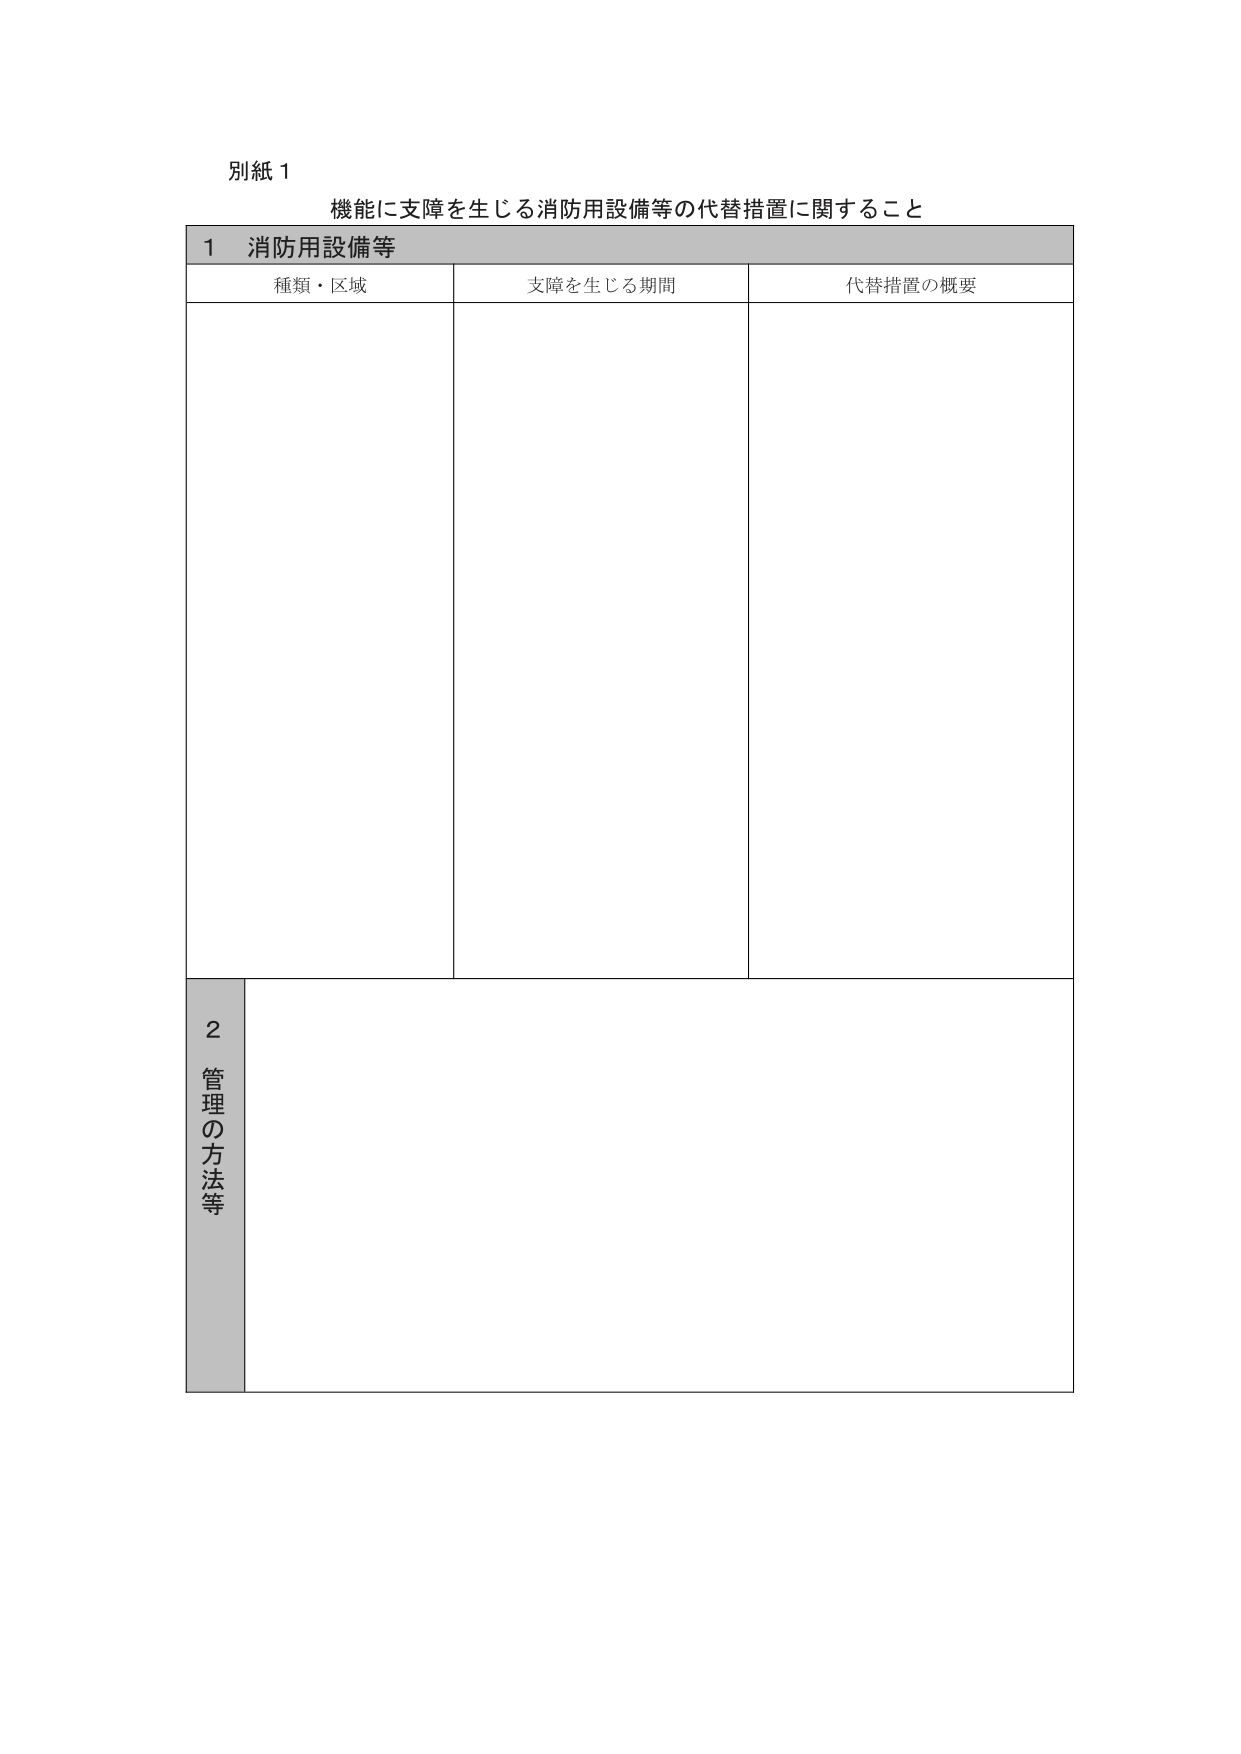 別紙1
機能に支障を生じる消防用設備等の代替措置に関すること
1　消防用設備等
種類・区域
支障を生じる期間
代替措置の概要
2　管理の方法等